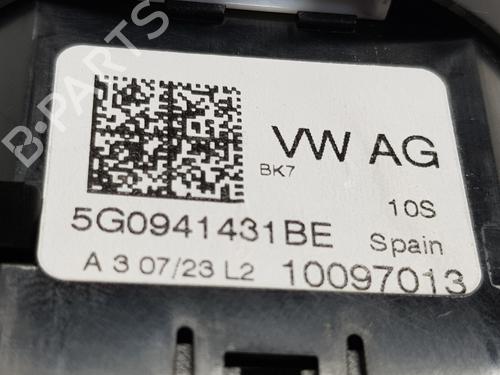 VW AG
BK7
10S
5G0941431BE
Spain
A 3 07/23 L2
10097013
B-PARTS